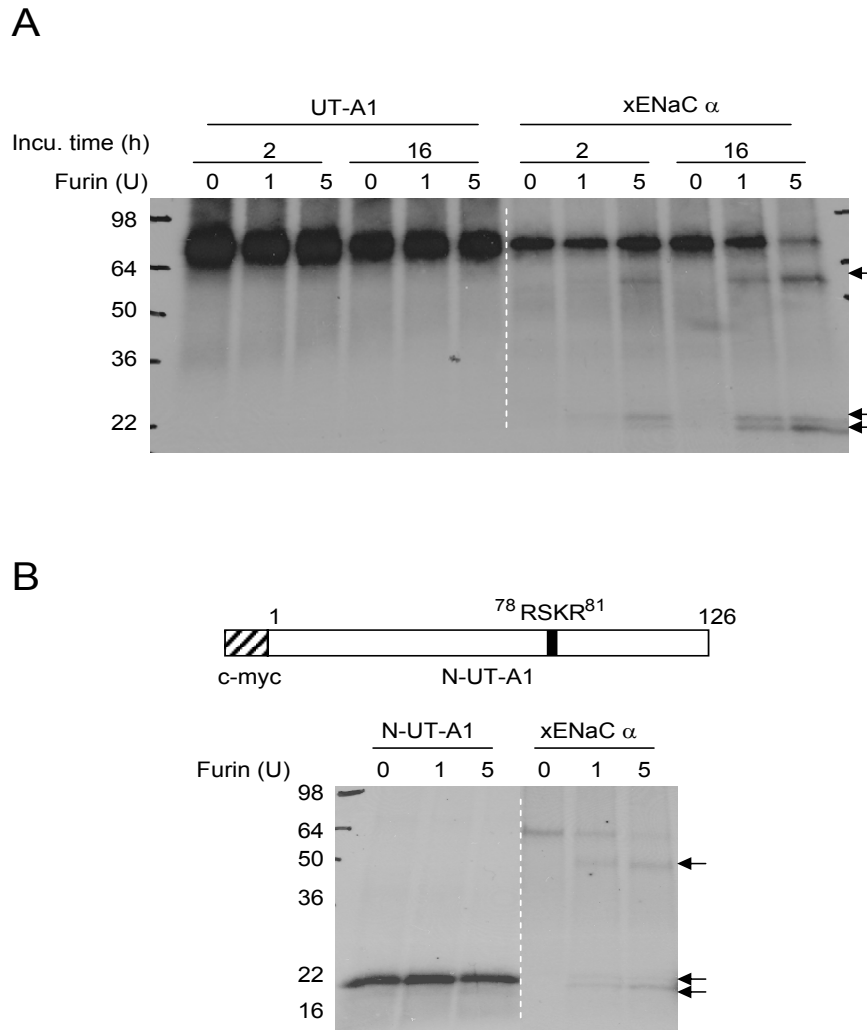 A
UT-A1 xENaC α
Incu. time (h) 2 16 2 16
Furin (U) 0 1 5 0 1 5 0 1 5 0 1 5
98
64
50
36
22
B
1 ⁷⁸RSKR⁸¹ 126
c-myc N-UT-A1
N-UT-A1 xENaC α
Furin (U) 0 1 5 0 1 5
98
64
50
36
22
16